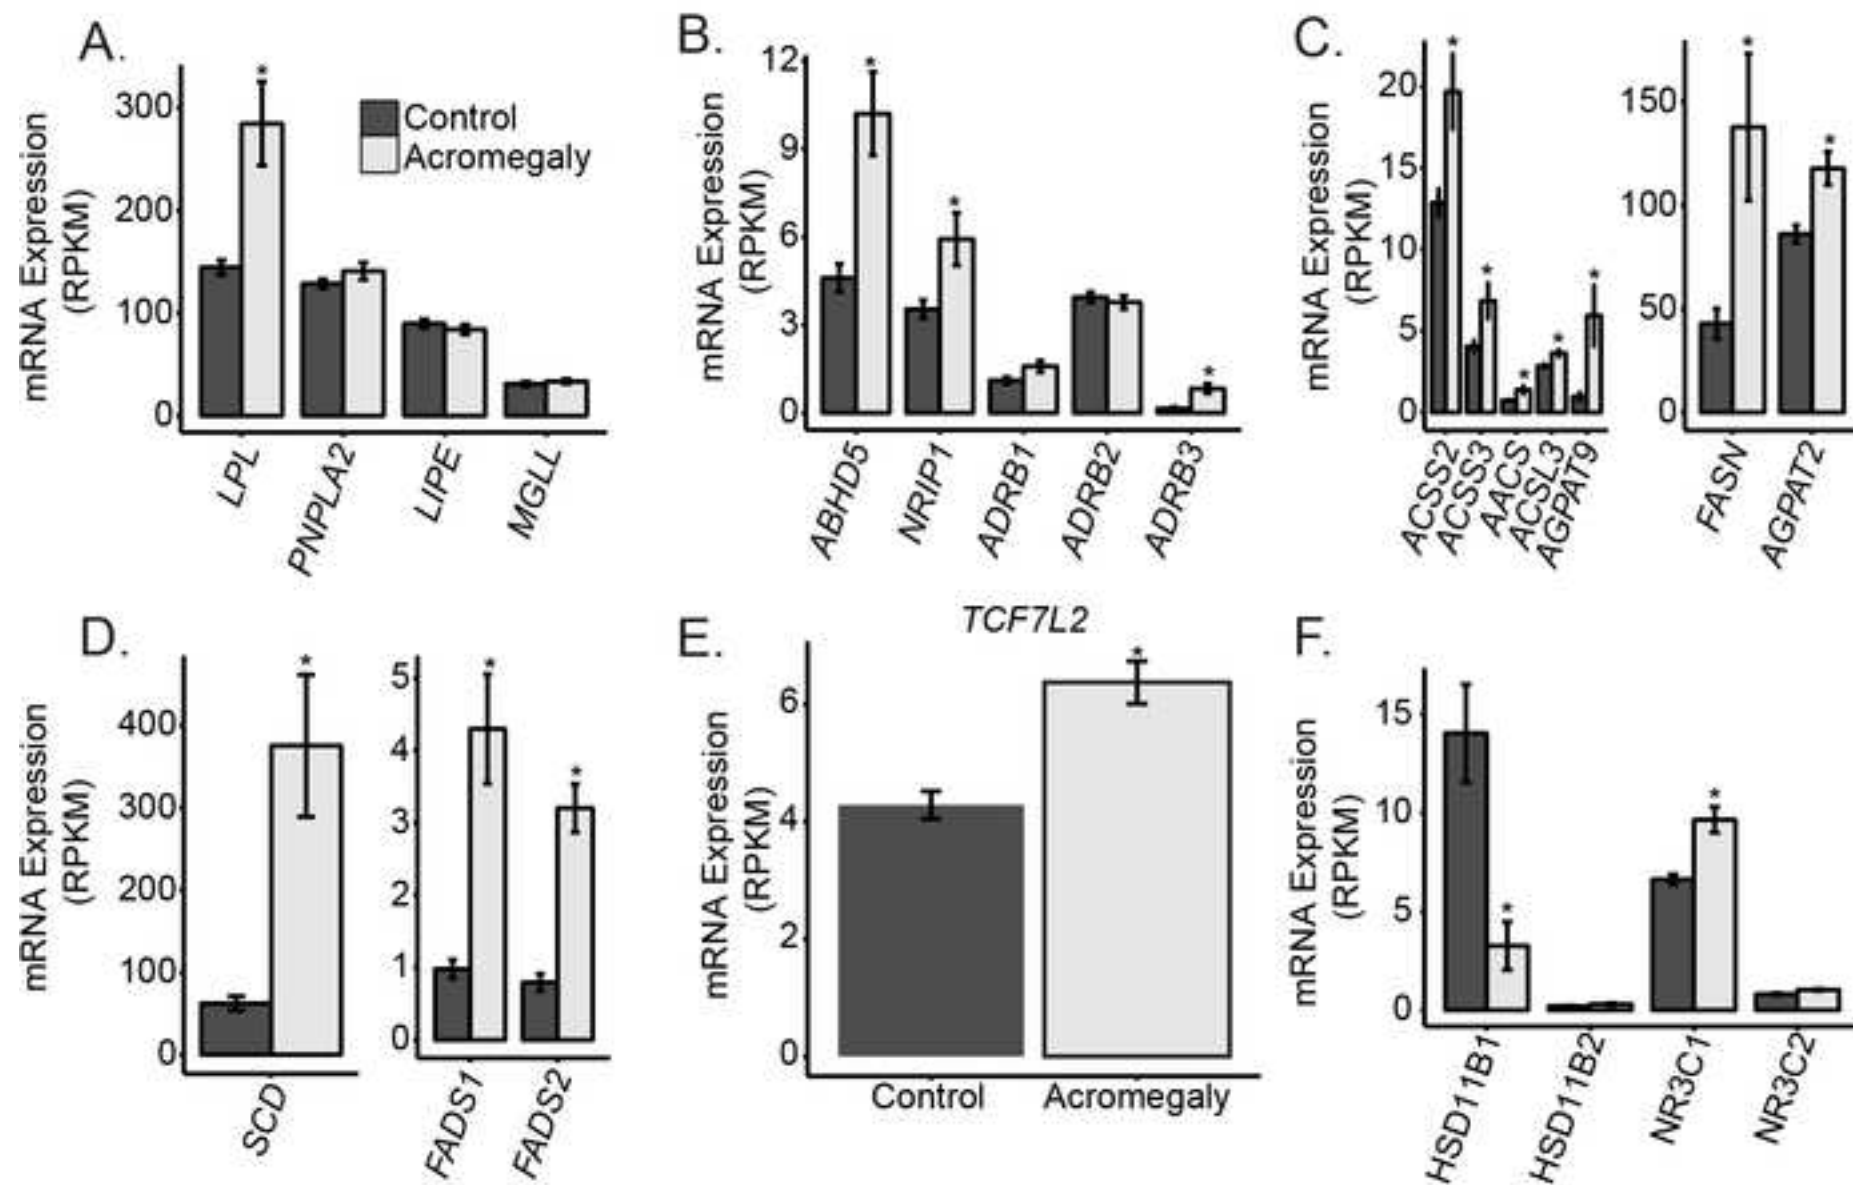 A.
mRNA Expression
(RPKM)
300
200
100
0
*
Control
Acromegaly
LPL
PNPLA2
LIPE
MGLL
B.
mRNA Expression
(RPKM)
12
9
6
3
0
*
*
*
ABHD5
NRIP1
ADRB1
ADRB2
ADRB3
C.
mRNA Expression
(RPKM)
20
15
10
5
0
*
*
*
*
*
ACSS2
ACSS3
AACS
ACSL3
AGPAT9
150
100
50
0
*
*
FASN
AGPAT2
D.
mRNA Expression
(RPKM)
400
300
200
100
0
*
SCD
5
4
3
2
1
0
*
*
FADS1
FADS2
E.
TCF7L2
mRNA Expression
(RPKM)
6
4
2
0
*
Control
Acromegaly
F.
mRNA Expression
(RPKM)
15
10
5
0
*
*
HSD11B1
HSD11B2
NR3C1
NR3C2